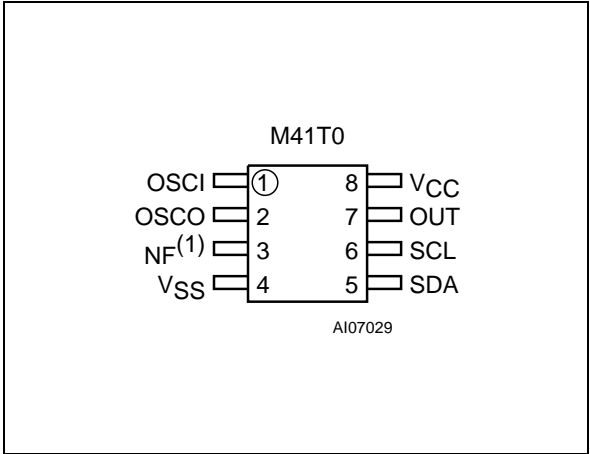 M41T0
OSCI 1 8 VCC
OSCO 2 7 OUT
NF(1) 3 6 SCL
VSS 4 5 SDA
AI07029